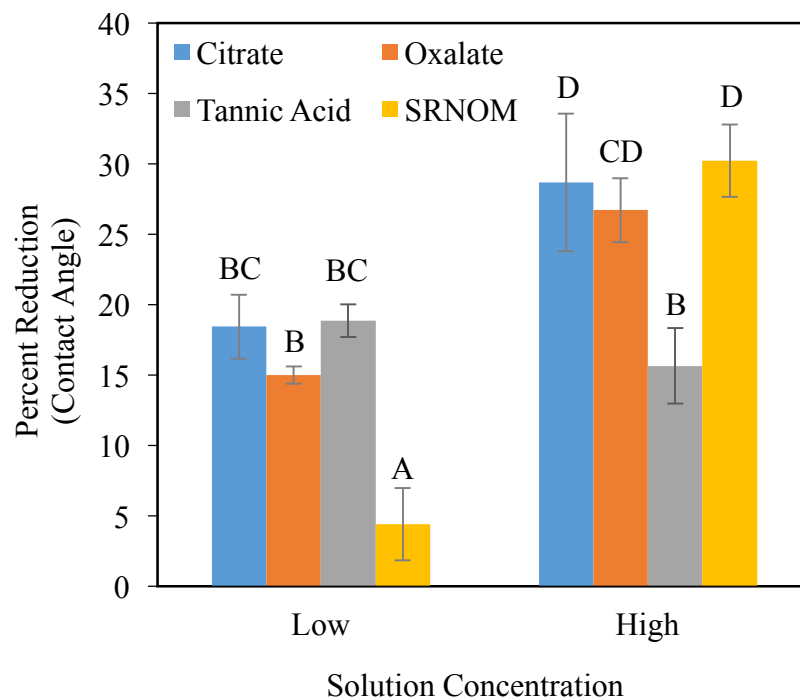 40
35
30
25
20
15
10
5
0
Percent Reduction
(Contact Angle)
Citrate
Oxalate
Tannic Acid
SRNOM
BC
B
BC
A
D
CD
B
D
Low
High
Solution Concentration